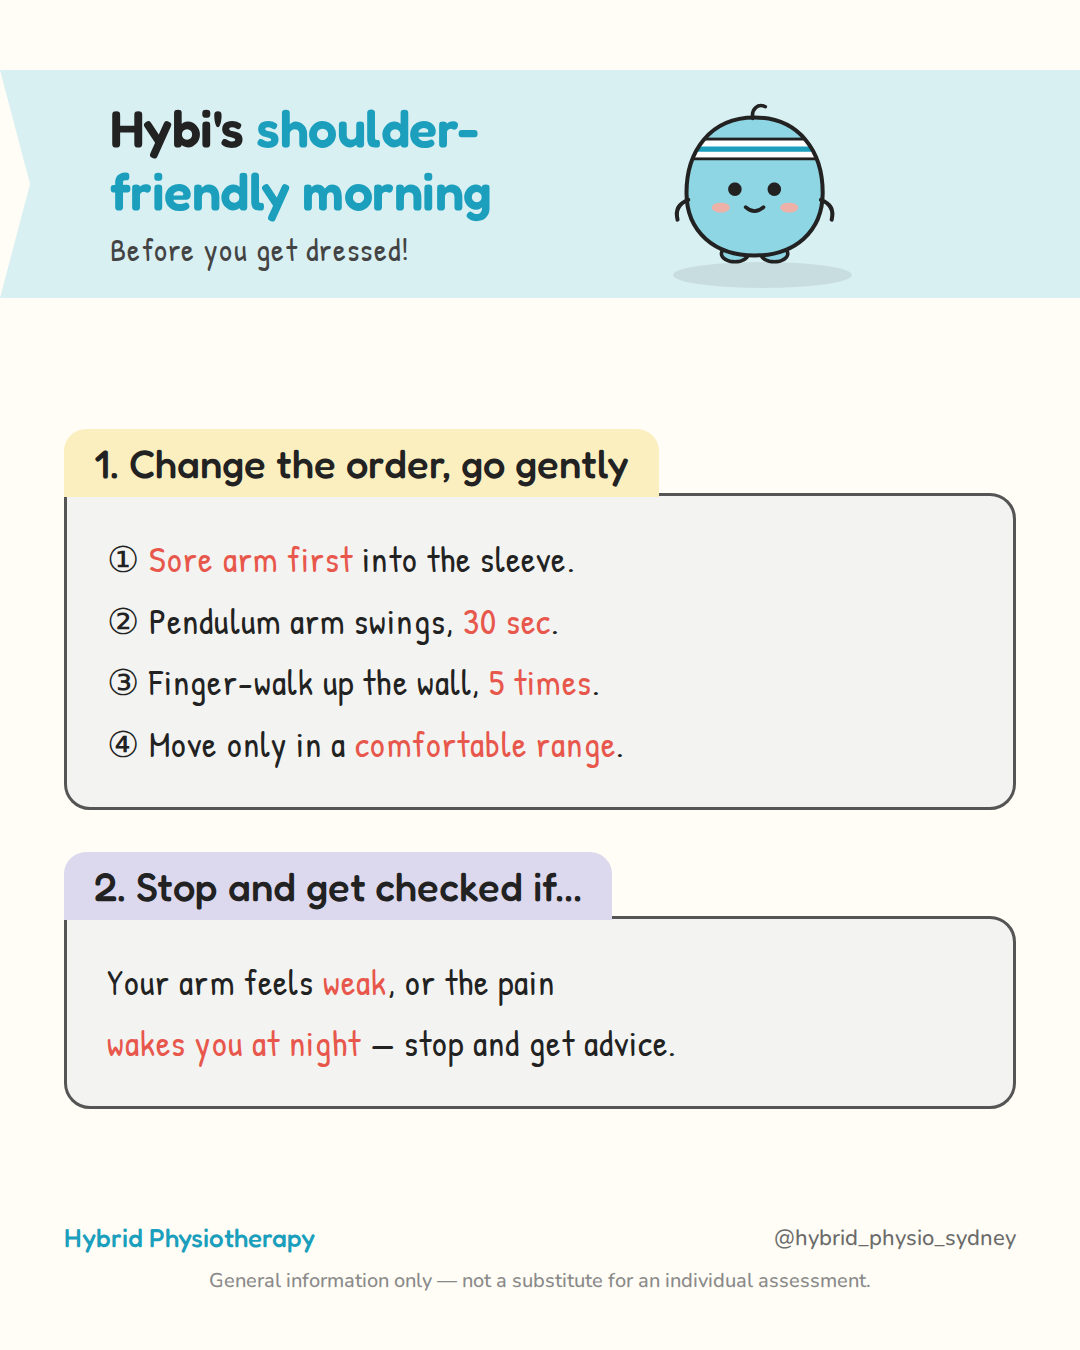 Hybi's shoulder-
friendly morning
Before you get dressed!
1. Change the order, go gently
① Sore arm first into the sleeve.
② Pendulum arm swings, 30 sec.
③ Finger-walk up the wall, 5 times.
④ Move only in a comfortable range.
2. Stop and get checked if...
Your arm feels weak, or the pain
wakes you at night — stop and get advice.
Hybrid Physiotherapy
@hybrid_physio_sydney
General information only — not a substitute for an individual assessment.